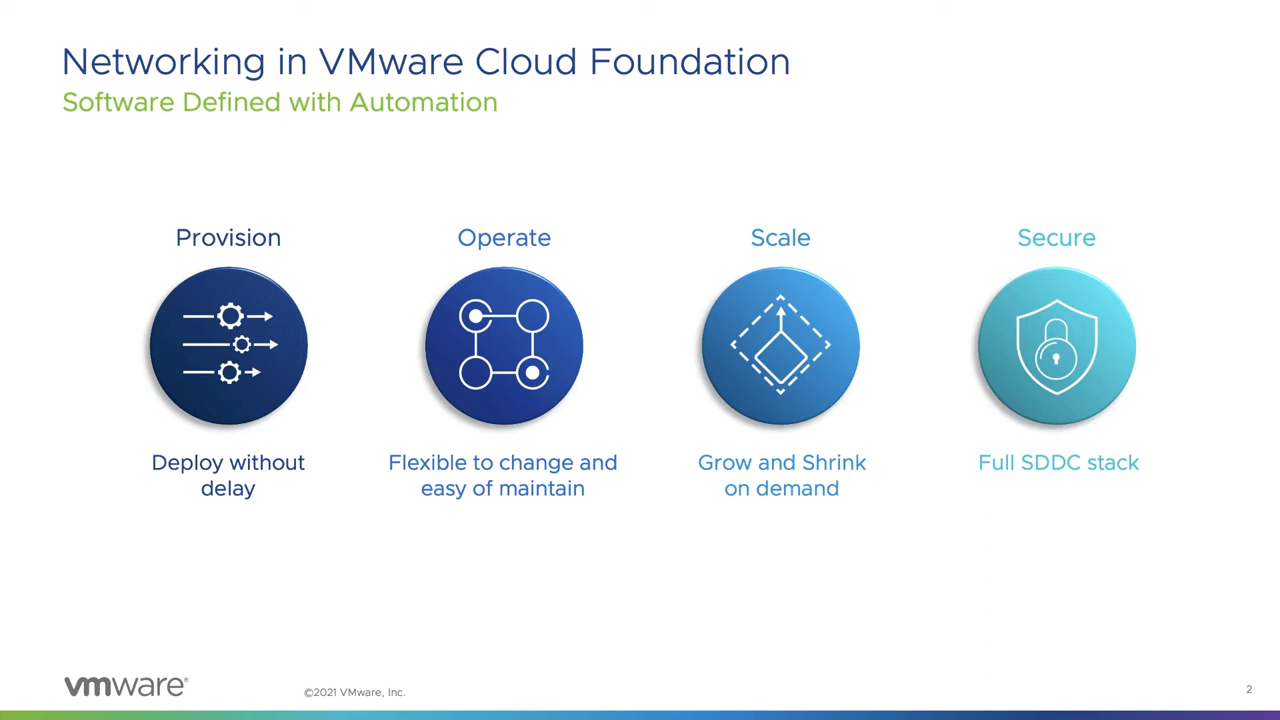 Networking in VMware Cloud Foundation
Software Defined with Automation
Provision
Operate
Scale
Secure
Deploy without
delay
Flexible to change and
easy of maintain
Grow and Shrink
on demand
Full SDDC stack
vmware®
©2021 VMware, Inc.
2